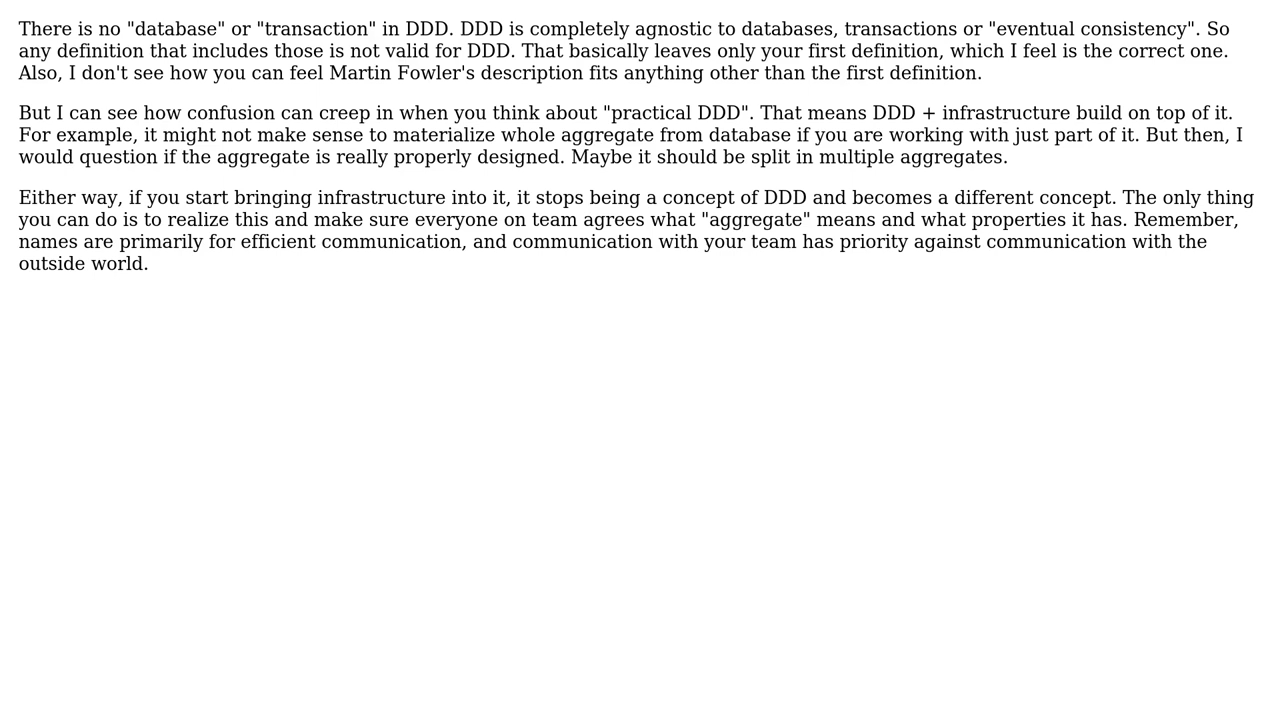 There is no "database" or "transaction" in DDD. DDD is completely agnostic to databases, transactions or "eventual consistency". So
any definition that includes those is not valid for DDD. That basically leaves only your first definition, which I feel is the correct one.
Also, I don't see how you can feel Martin Fowler's description fits anything other than the first definition.
But I can see how confusion can creep in when you think about "practical DDD". That means DDD + infrastructure build on top of it.
For example, it might not make sense to materialize whole aggregate from database if you are working with just part of it. But then, I
would question if the aggregate is really properly designed. Maybe it should be split in multiple aggregates.
Either way, if you start bringing infrastructure into it, it stops being a concept of DDD and becomes a different concept. The only thing
you can do is to realize this and make sure everyone on team agrees what "aggregate" means and what properties it has. Remember,
names are primarily for efficient communication, and communication with your team has priority against communication with the
outside world.